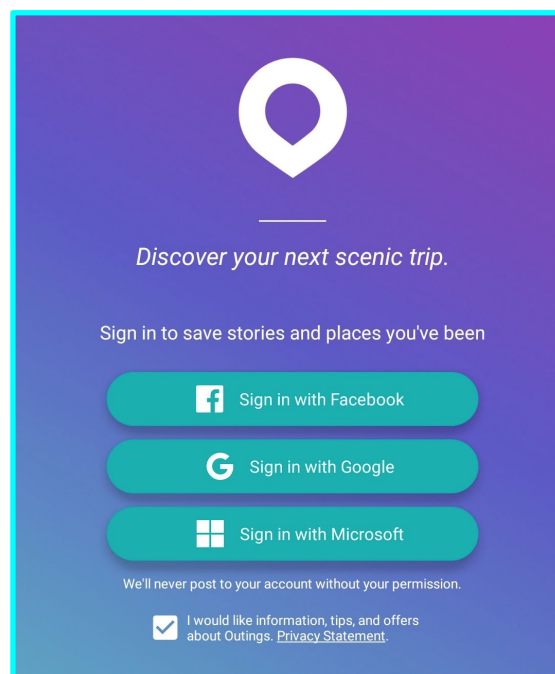 Discover your next scenic trip.
Sign in to save stories and places you've been
Sign in with Facebook
Sign in with Google
Sign in with Microsoft
We'll never post to your account without your permission.
I would like information, tips, and offers
about Outings. Privacy Statement.